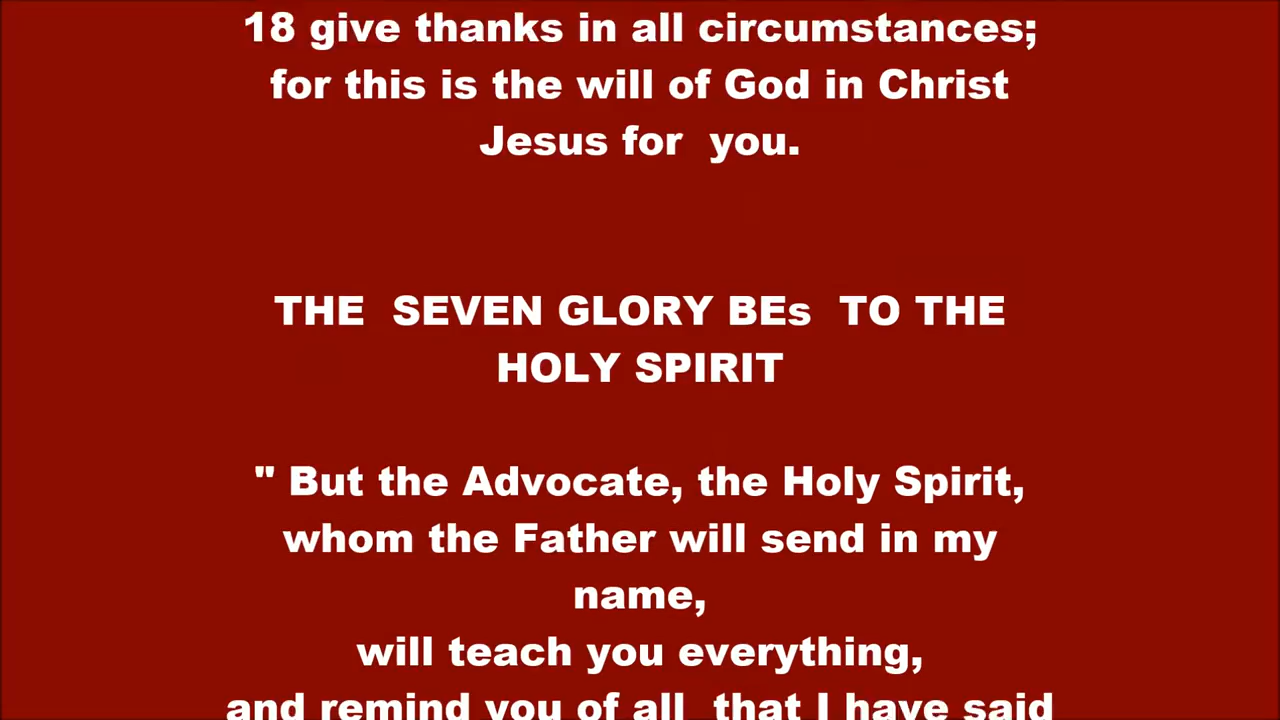 18 give thanks in all circumstances;
for this is the will of God in Christ
Jesus for  you.
THE  SEVEN GLORY BEs  TO THE
HOLY SPIRIT
" But the Advocate, the Holy Spirit,
whom the Father will send in my
name,
will teach you everything,
and remind you of all  that I have said